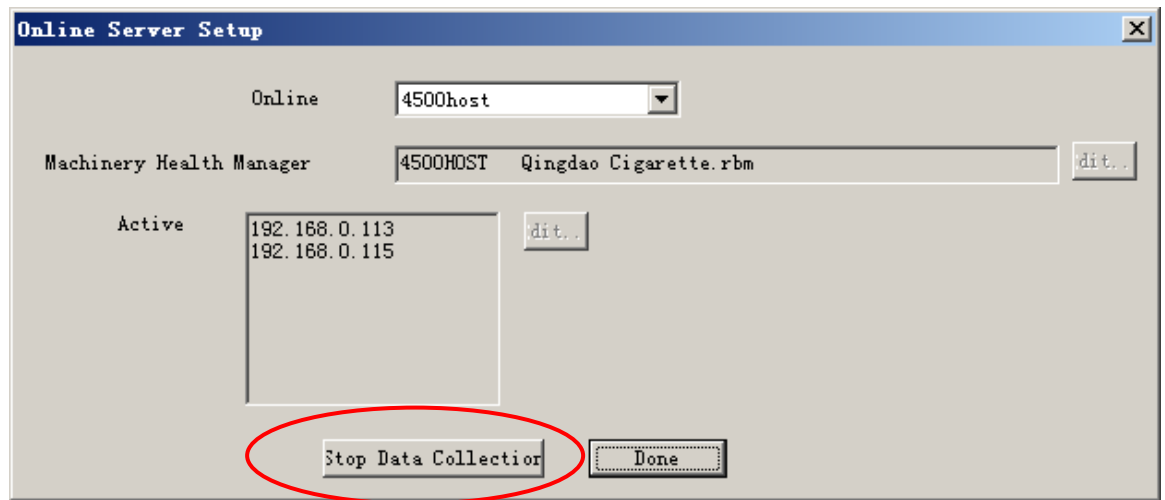 Online Server Setup
Online 4500host
Machinery Health Manager 4500HOST Qingdao Cigarette.rbm dit..
Active 192.168.0.113 dit..
192.168.0.115
Stop Data Collection Done